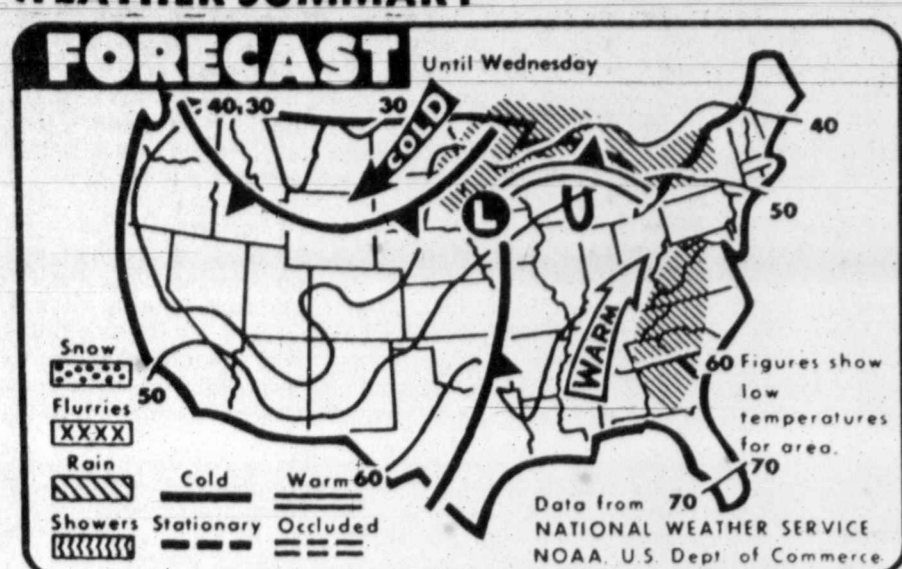 WEATHER SUMMARY
FORECAST Until Wednesday
40 30 30
COLD
40
50
L
WARM
Snow
50
Flurries
XXXX
Rain
Showers
Cold Warm
Stationary Occluded
60
60 Figures show
low
temperatures
for area.
70
70
Data from
NATIONAL WEATHER SERVICE
NOAA, U.S. Dept. of Commerce